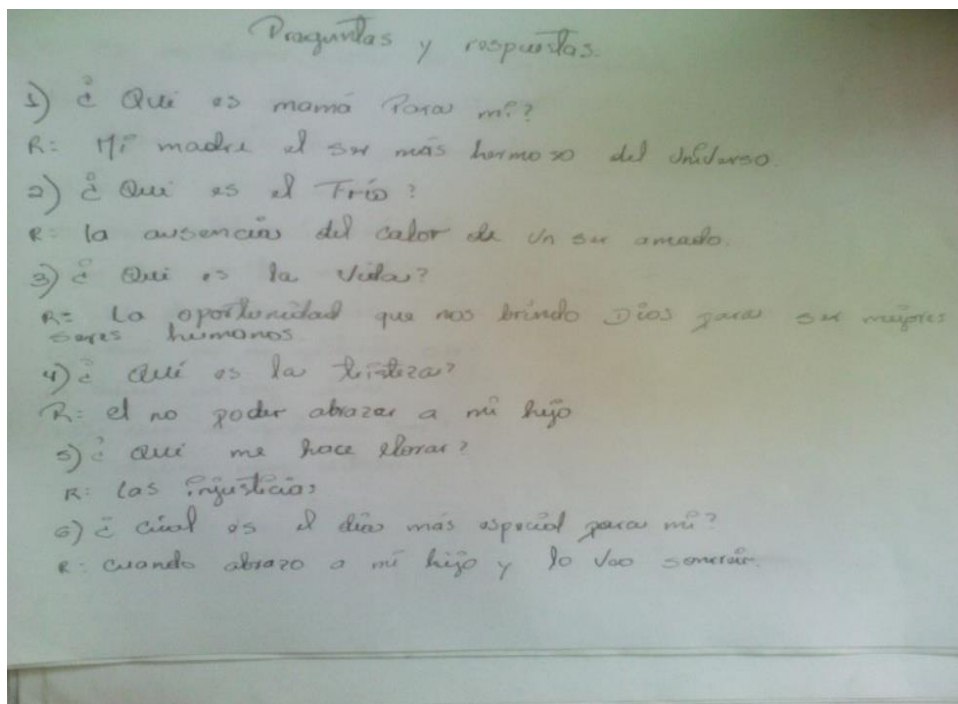 Preguntas y respuestas.
1) ¿ Qué es mamá Para mí?
R: Mi madre el ser más hermoso del Universo.
2) ¿ Qué es el Frío?
R: la ausencia del calor de Un ser amado.
3) ¿ Qué es la Vida?
R: La oportunidad que nos brindo Dios para ser mejores
seres humanos
4) ¿ Qué es la tristeza?
R: el no poder abrazar a mi hijo
5) ¿ Qué me hace llorar?
R: las injusticias
6) ¿ Cúal es el día más especial para mí?
R: cuando abrazo a mi hijo y lo veo sonreír.